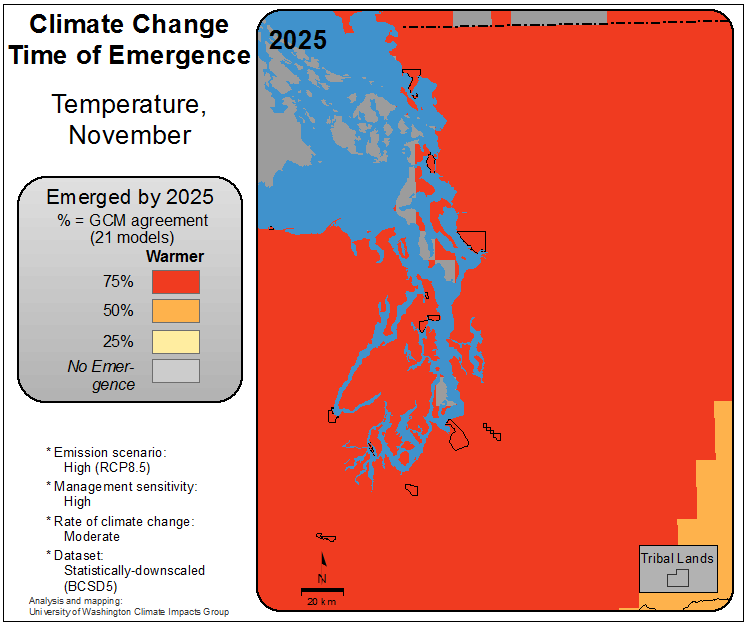 Climate Change
Time of Emergence
Temperature,
November
Emerged by 2025
% = GCM agreement
(21 models)
Warmer
75%
50%
25%
No Emer-
gence
* Emission scenario:
High (RCP8.5)
* Management sensitivity:
High
* Rate of climate change:
Moderate
* Dataset:
Statistically-downscaled
(BCSD5)
Analysis and mapping:
University of Washington Climate Impacts Group
2025
N
20 km
Tribal Lands